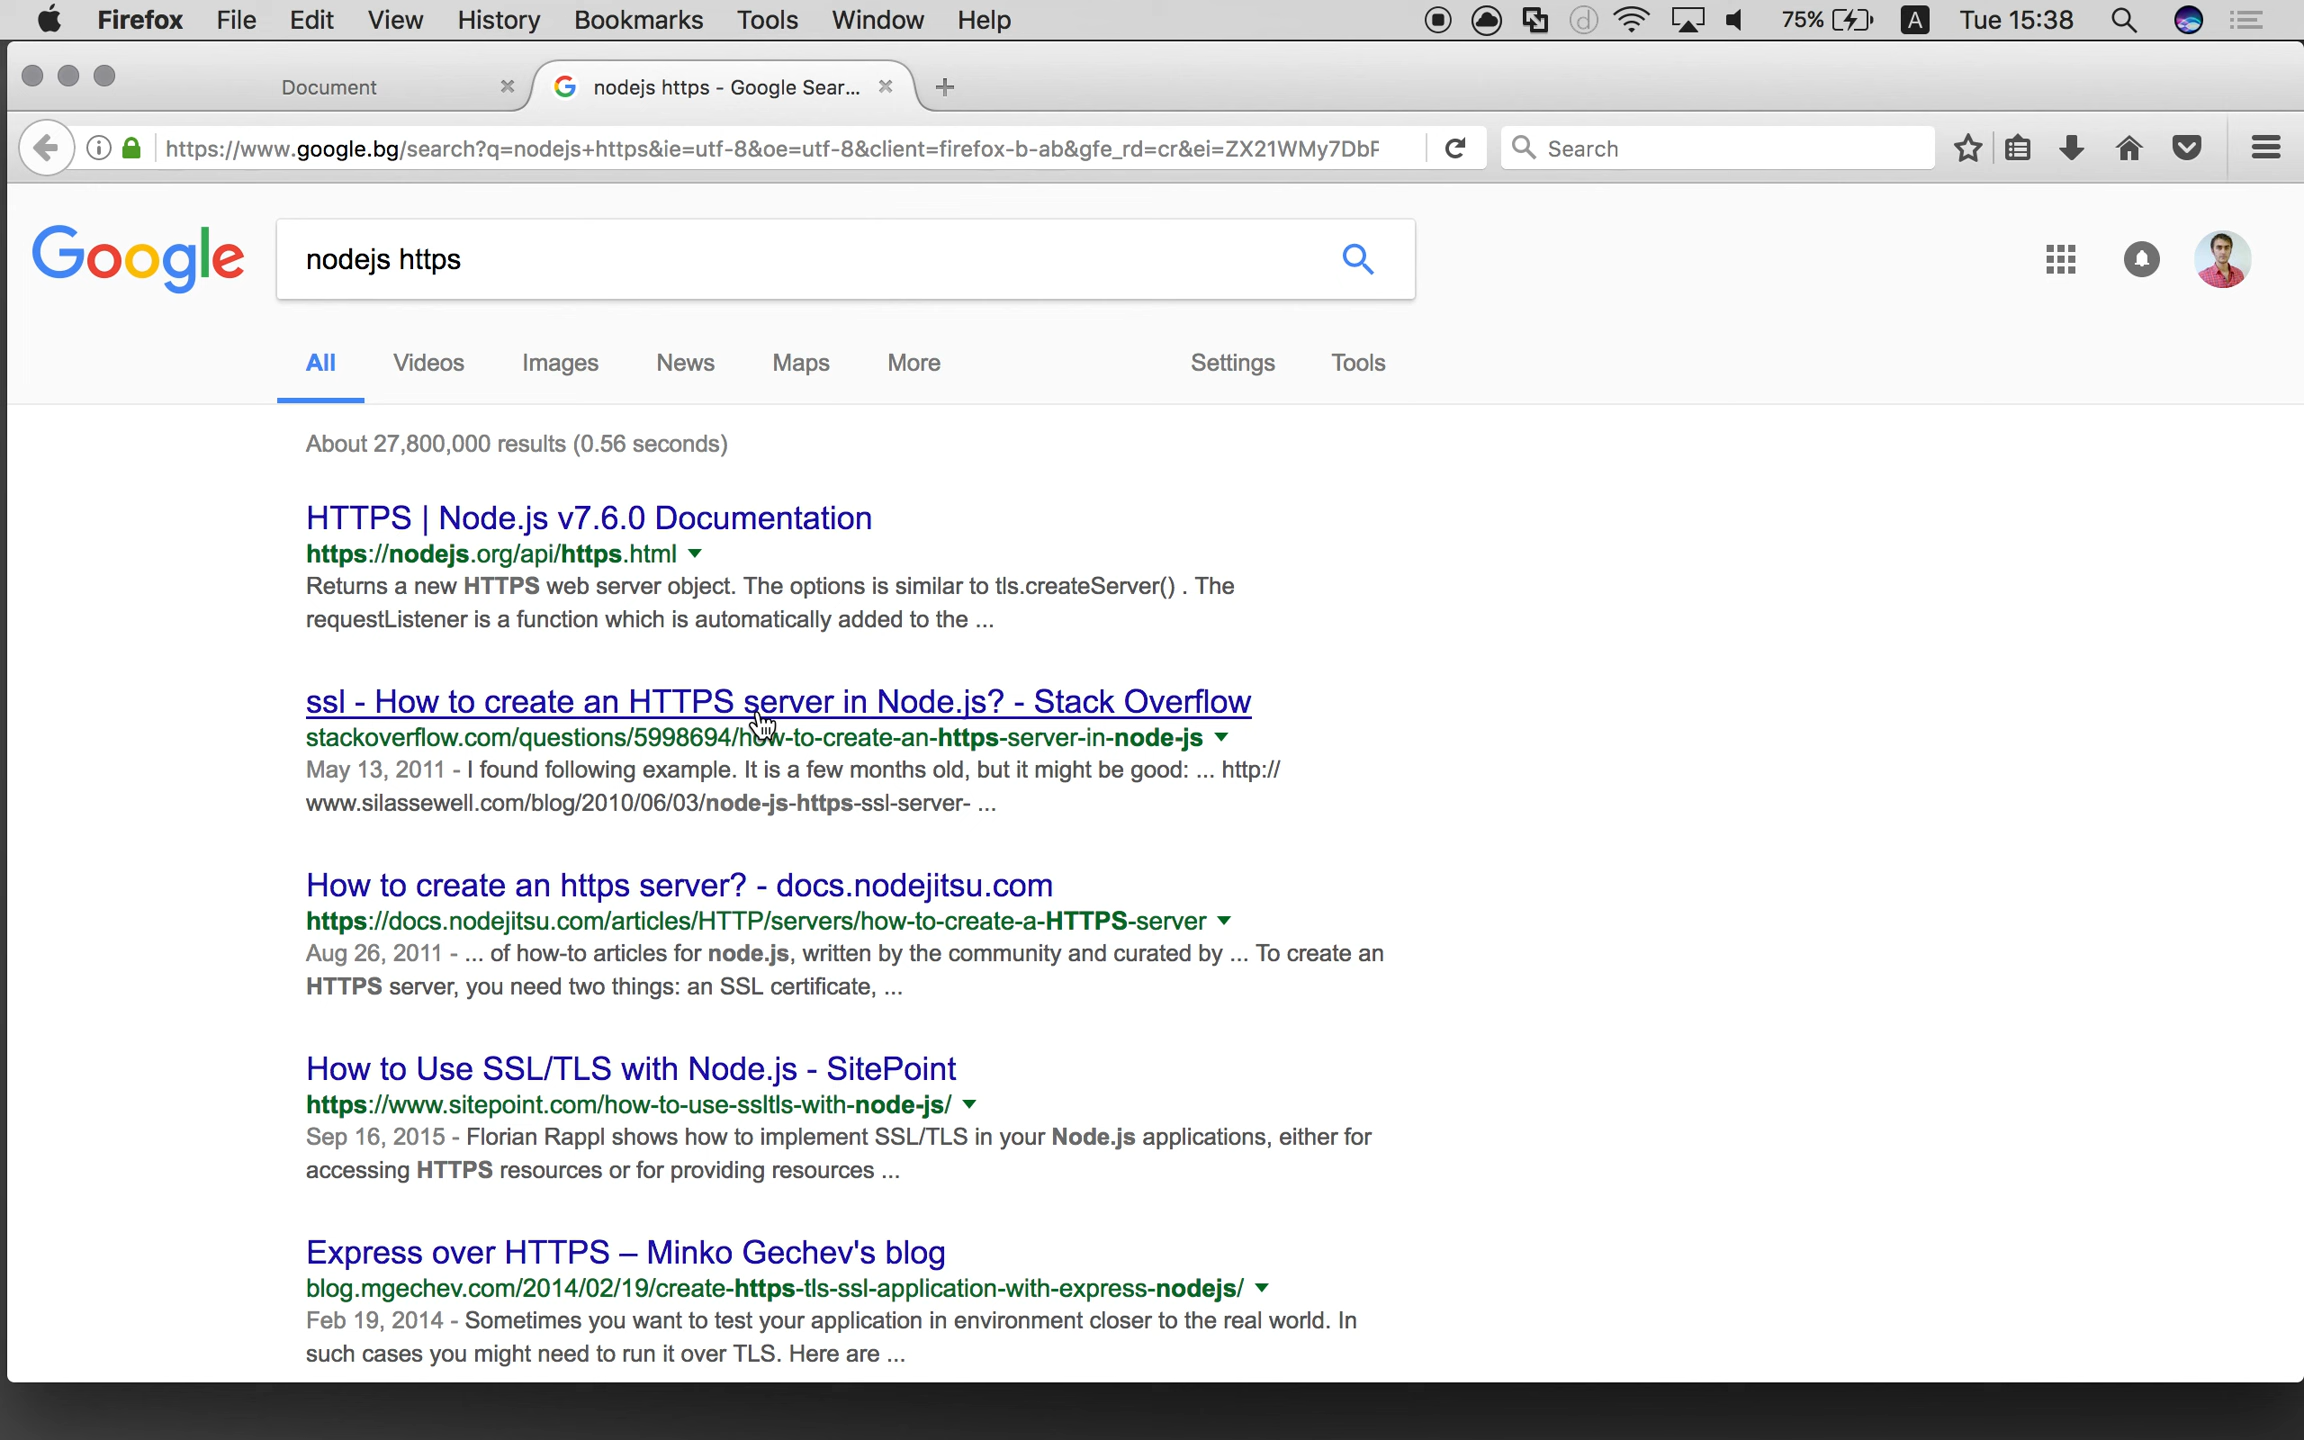 Firefox File Edit View History Bookmarks Tools Window Help 75% A Tue 15:38
Document nodejs https - Google Sear...
https://www.google.bg/search?q=nodejs+https&ie=utf-8&oe=utf-8&client=firefox-b-ab&gfe_rd=cr&ei=ZX21WMy7DbF Search
Google nodejs https
All Videos Images News Maps More Settings Tools
About 27,800,000 results (0.56 seconds)
HTTPS | Node.js v7.6.0 Documentation
https://nodejs.org/api/https.html
Returns a new HTTPS web server object. The options is similar to tls.createServer() . The
requestListener is a function which is automatically added to the ...
ssl - How to create an HTTPS server in Node.js? - Stack Overflow
stackoverflow.com/questions/5998694/how-to-create-an-https-server-in-node-js
May 13, 2011 - I found following example. It is a few months old, but it might be good: ... http://
www.silassewell.com/blog/2010/06/03/node-js-https-ssl-server- ...
How to create an https server? - docs.nodejitsu.com
https://docs.nodejitsu.com/articles/HTTP/servers/how-to-create-a-HTTPS-server
Aug 26, 2011 - ... of how-to articles for node.js, written by the community and curated by ... To create an
HTTPS server, you need two things: an SSL certificate, ...
How to Use SSL/TLS with Node.js - SitePoint
https://www.sitepoint.com/how-to-use-ssltls-with-node-js/
Sep 16, 2015 - Florian Rappl shows how to implement SSL/TLS in your Node.js applications, either for
accessing HTTPS resources or for providing resources ...
Express over HTTPS – Minko Gechev's blog
blog.mgechev.com/2014/02/19/create-https-tls-ssl-application-with-express-nodejs/
Feb 19, 2014 - Sometimes you want to test your application in environment closer to the real world. In
such cases you might need to run it over TLS. Here are ...